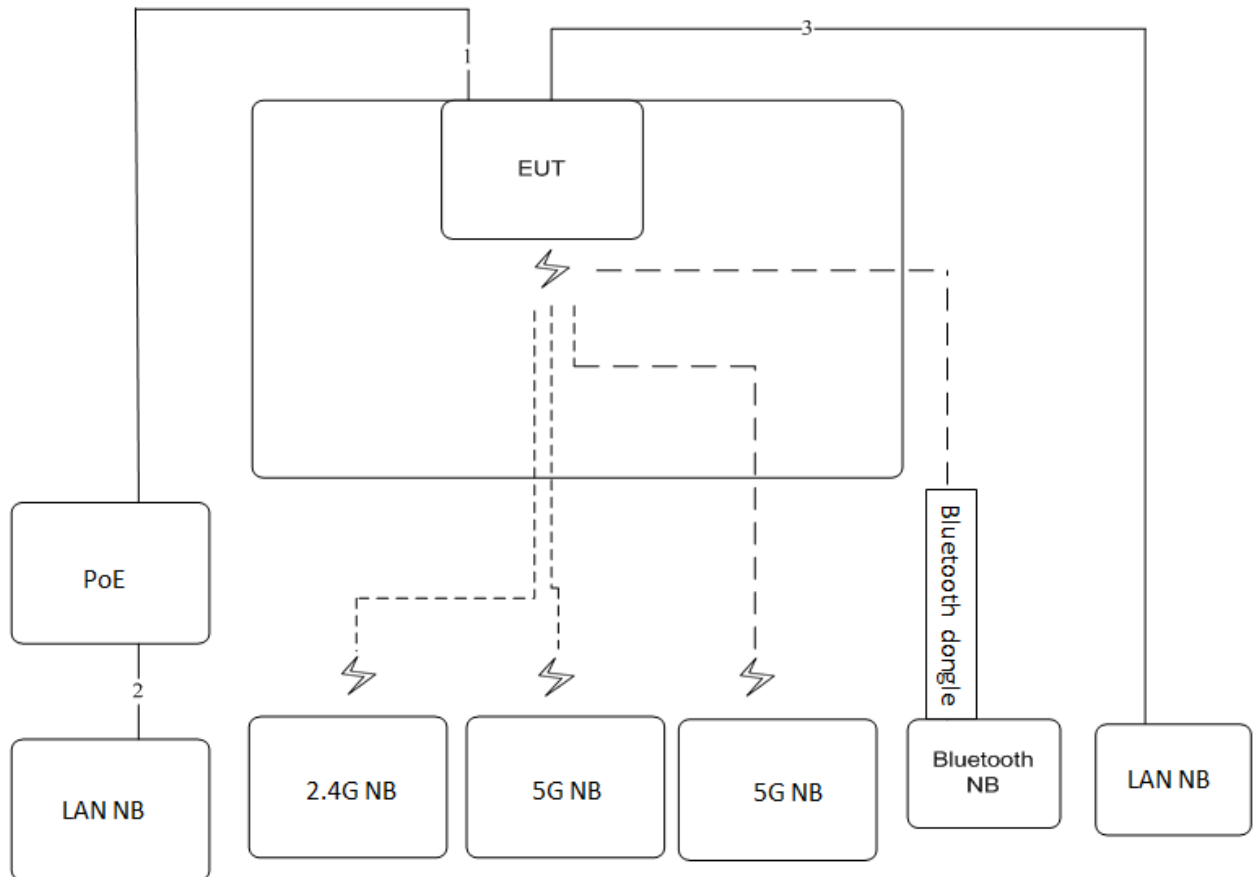 3
1
EUT
Bluetooth dongle
PoE
2
LAN NB
2.4G NB
5G NB
5G NB
Bluetooth
NB
LAN NB